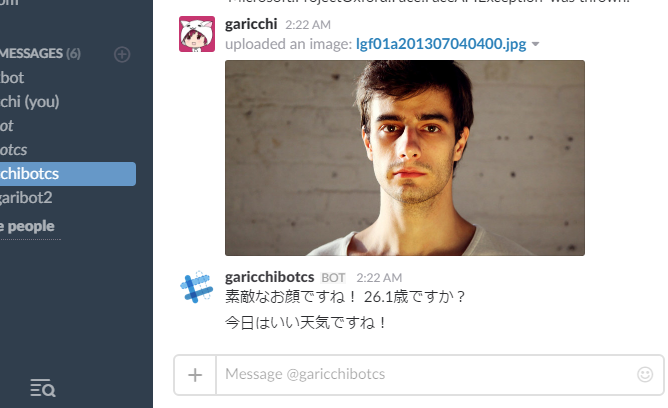 Microsoft.ProjectOxford.Face.FaceAPIException was thrown.
om
garicchi 2:22 AM
uploaded an image: lgf01a201307040400.jpg
MESSAGES (6)
bot
chi (you)
ot
otcs
chibotcs
garibot2
e people
garicchibotcs BOT 2:22 AM
素敵なお顔ですね！ 26.1歳ですか？
今日はいい天気ですね！
Message @garicchibotcs